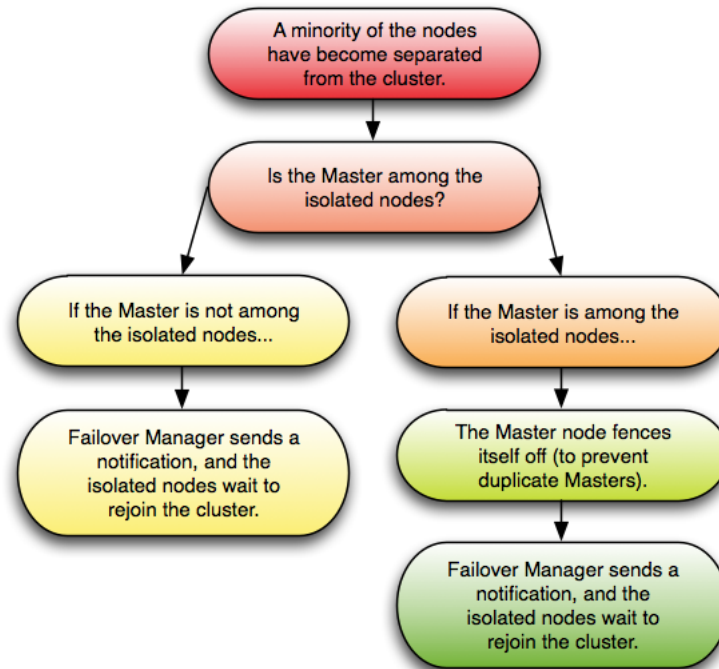 A minority of the nodes
have become separated
from the cluster.
Is the Master among the
isolated nodes?
If the Master is not among
the isolated nodes...
If the Master is among the
isolated nodes...
Failover Manager sends a
notification, and the
isolated nodes wait to
rejoin the cluster.
The Master node fences
itself off (to prevent
duplicate Masters).
Failover Manager sends a
notification, and the
isolated nodes wait to
rejoin the cluster.